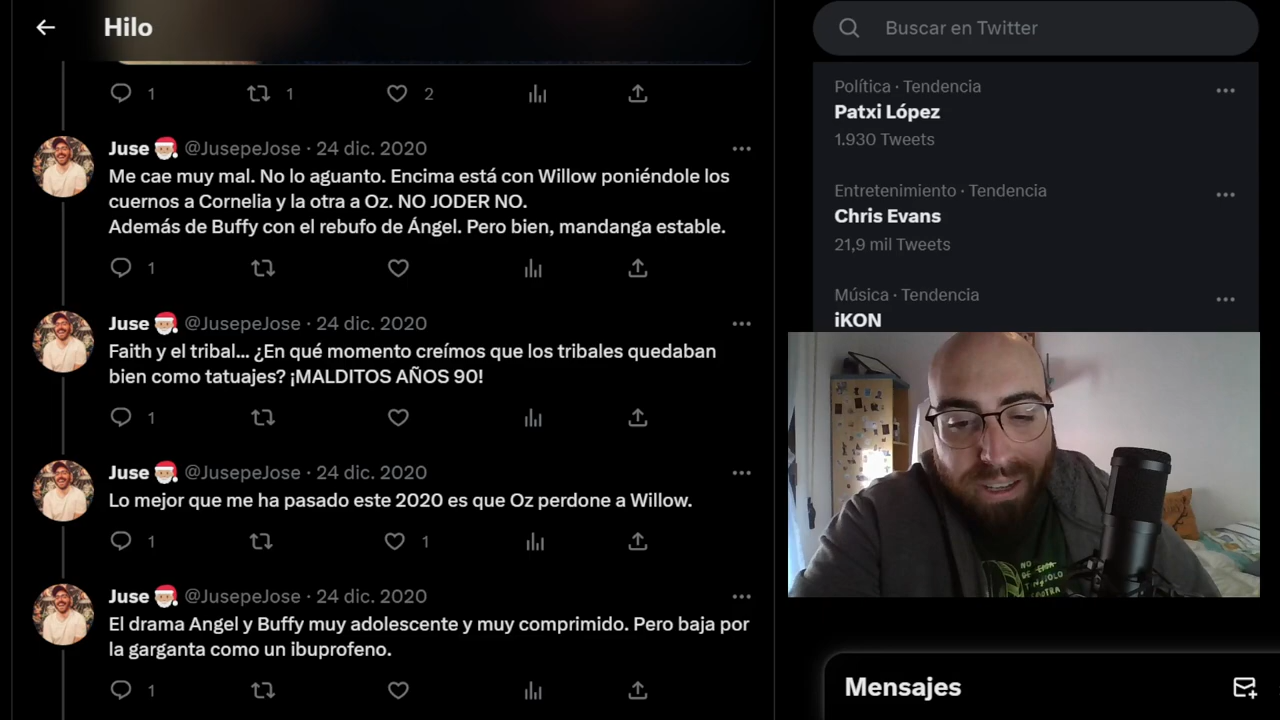 Hilo
Buscar en Twitter
1
1
2
Política · Tendencia
Patxi López
1.930 Tweets
Juse @JusepeJose · 24 dic. 2020
Me cae muy mal. No lo aguanto. Encima está con Willow poniéndole los
cuernos a Cornelia y la otra a Oz. NO JODER NO.
Además de Buffy con el rebufo de Ángel. Pero bien, mandanga estable.
1
Entretenimiento · Tendencia
Chris Evans
21,9 mil Tweets
Música · Tendencia
iKON
Juse @JusepeJose · 24 dic. 2020
Faith y el tribal... ¿En qué momento creímos que los tribales quedaban
bien como tatuajes? ¡MALDITOS AÑOS 90!
1
Juse @JusepeJose · 24 dic. 2020
Lo mejor que me ha pasado este 2020 es que Oz perdone a Willow.
1
1
Juse @JusepeJose · 24 dic. 2020
El drama Angel y Buffy muy adolescente y muy comprimido. Pero baja por
la garganta como un ibuprofeno.
1
NO
DE
Mensajes